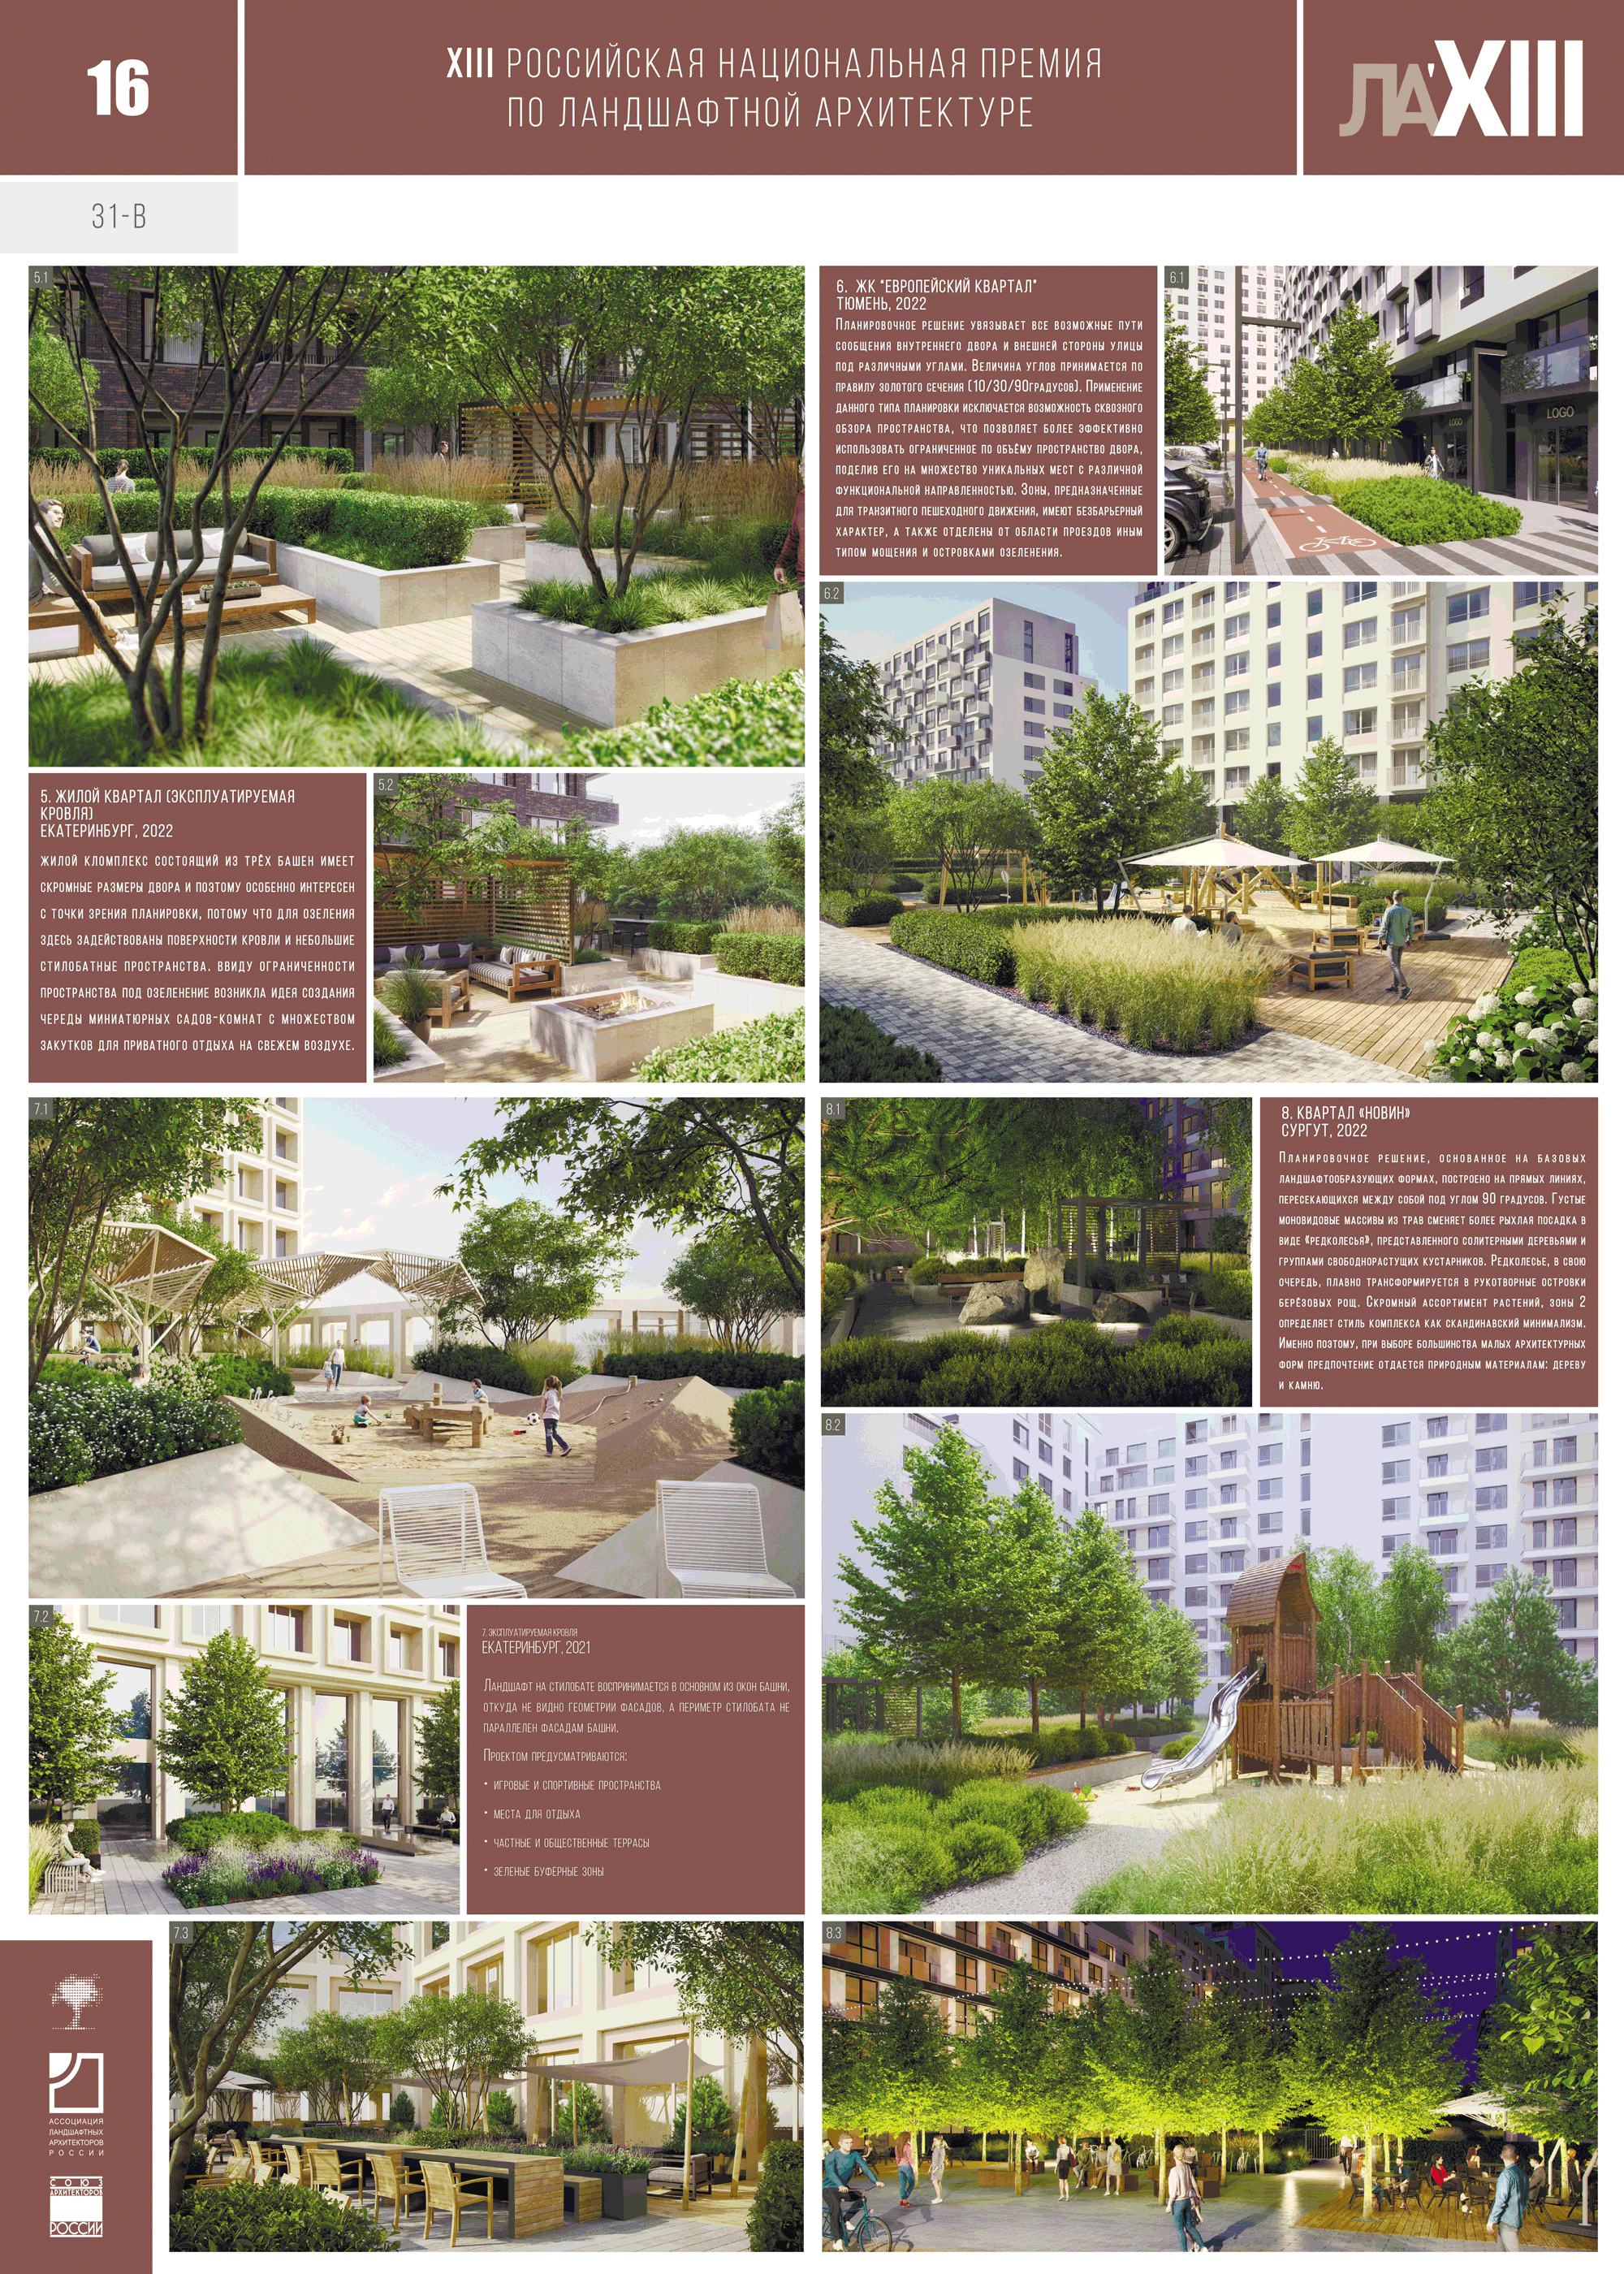 16
XIII РОССИЙСКАЯ НАЦИОНАЛЬНАЯ ПРЕМИЯ
ПО ЛАНДШАФТНОЙ АРХИТЕКТУРЕ
ЛА'XIII
31-В
5.1
5. ЖИЛОЙ КВАРТАЛ (ЭКСПЛУАТИРУЕМАЯ
КРОВЛЯ)
ЕКАТЕРИНБУРГ, 2022
ЖИЛОЙ КЛОМПЛЕКС СОСТОЯЩИЙ ИЗ ТРЁХ БАШЕН ИМЕЕТ
СКРОМНЫЕ РАЗМЕРЫ ДВОРА И ПОЭТОМУ ОСОБЕННО ИНТЕРЕСЕН
С ТОЧКИ ЗРЕНИЯ ПЛАНИРОВКИ, ПОТОМУ ЧТО ДЛЯ ОЗЕЛЕНИЯ
ЗДЕСЬ ЗАДЕЙСТВОВАНЫ ПОВЕРХНОСТИ КРОВЛИ И НЕБОЛЬШИЕ
СТИЛОБАТНЫЕ ПРОСТРАНСТВА. ВВИДУ ОГРАНИЧЕННОСТИ
ПРОСТРАНСТВА ПОД ОЗЕЛЕНЕНИЕ ВОЗНИКЛА ИДЕЯ СОЗДАНИЯ
ЧЕРЕДЫ МИНИАТЮРНЫХ САДОВ-КОМНАТ С МНОЖЕСТВОМ
ЗАКУТКОВ ДЛЯ ПРИВАТНОГО ОТДЫХА НА СВЕЖЕМ ВОЗДУХЕ.
5.2
6. ЖК "ЕВРОПЕЙСКИЙ КВАРТАЛ"
ТЮМЕНЬ, 2022
ПЛАНИРОВОЧНОЕ РЕШЕНИЕ УВЯЗЫВАЕТ ВСЕ ВОЗМОЖНЫЕ ПУТИ
СООБЩЕНИЯ ВНУТРЕННЕГО ДВОРА И ВНЕШНЕЙ СТОРОНЫ УЛИЦЫ
ПОД РАЗЛИЧНЫМИ УГЛАМИ. ВЕЛИЧИНА УГЛОВ ПРИНИМАЕТСЯ ПО
ПРАВИЛУ ЗОЛОТОГО СЕЧЕНИЯ (10/30/90ГРАДУСОВ). ПРИМЕНЕНИЕ
ДАННОГО ТИПА ПЛАНИРОВКИ ИСКЛЮЧАЕТСЯ ВОЗМОЖНОСТЬ СКВОЗНОГО
ОБЗОРА ПРОСТРАНСТВА, ЧТО ПОЗВОЛЯЕТ БОЛЕЕ ЭФФЕКТИВНО
ИСПОЛЬЗОВАТЬ ОГРАНИЧЕННОЕ ПО ОБЪЁМУ ПРОСТРАНСТВО ДВОРА,
ПОДЕЛИВ ЕГО НА МНОЖЕСТВО УНИКАЛЬНЫХ МЕСТ С РАЗЛИЧНОЙ
ФУНКЦИОНАЛЬНОЙ НАПРАВЛЕННОСТЬЮ. ЗОНЫ, ПРЕДНАЗНАЧЕННЫЕ
ДЛЯ ТРАНЗИТНОГО ПЕШЕХОДНОГО ДВИЖЕНИЯ, ИМЕЮТ БЕЗБАРЬЕРНЫЙ
ХАРАКТЕР, А ТАКЖЕ ОТДЕЛЕНЫ ОТ ОБЛАСТИ ПРОЕЗДОВ ИНЫМ
ТИПОМ МОЩЕНИЯ И ОСТРОВКАМИ ОЗЕЛЕНЕНИЯ.
6.1
LOGO
LOGO
6.2
7.1
7.2
7. ЭКСПЛУАТИРУЕМАЯ КРОВЛЯ
ЕКАТЕРИНБУРГ, 2021
ЛАНДШАФТ НА СТИЛОБАТЕ ВОСПРИНИМАЕТСЯ В ОСНОВНОМ ИЗ ОКОН БАШНИ,
ОТКУДА НЕ ВИДНО ГЕОМЕТРИИ ФАСАДОВ, А ПЕРИМЕТР СТИЛОБАТА НЕ
ПАРАЛЛЕЛЕН ФАСАДАМ БАШНИ.
ПРОЕКТОМ ПРЕДУСМАТРИВАЮТСЯ:
• ИГРОВЫЕ И СПОРТИВНЫЕ ПРОСТРАНСТВА
• МЕСТА ДЛЯ ОТДЫХА
• ЧАСТНЫЕ И ОБЩЕСТВЕННЫЕ ТЕРРАСЫ
• ЗЕЛЕНЫЕ БУФЕРНЫЕ ЗОНЫ
7.3
8.1
8. КВАРТАЛ «НОВИН»
СУРГУТ, 2022
ПЛАНИРОВОЧНОЕ РЕШЕНИЕ, ОСНОВАННОЕ НА БАЗОВЫХ
ЛАНДШАФТООБРАЗУЮЩИХ ФОРМАХ, ПОСТРОЕНО НА ПРЯМЫХ ЛИНИЯХ,
ПЕРЕСЕКАЮЩИХСЯ МЕЖДУ СОБОЙ ПОД УГЛОМ 90 ГРАДУСОВ. ГУСТЫЕ
МОНОВИДОВЫЕ МАССИВЫ ИЗ ТРАВ СМЕНЯЕТ БОЛЕЕ РЫХЛАЯ ПОСАДКА В
ВИДЕ «РЕДКОЛЕСЬЯ», ПРЕДСТАВЛЕННОГО СОЛИТЕРНЫМИ ДЕРЕВЬЯМИ И
ГРУППАМИ СВОБОДНОРАСТУЩИХ КУСТАРНИКОВ. РЕДКОЛЕСЬЕ, В СВОЮ
ОЧЕРЕДЬ, ПЛАВНО ТРАНСФОРМИРУЕТСЯ В РУКОТВОРНЫЕ ОСТРОВКИ
БЕРЁЗОВЫХ РОЩ. СКРОМНЫЙ АССОРТИМЕНТ РАСТЕНИЙ, ЗОНЫ 2
ОПРЕДЕЛЯЕТ СТИЛЬ КОМПЛЕКСА КАК СКАНДИНАВСКИЙ МИНИМАЛИЗМ.
ИМЕННО ПОЭТОМУ, ПРИ ВЫБОРЕ БОЛЬШИНСТВА МАЛЫХ АРХИТЕКТУРНЫХ
ФОРМ ПРЕДПОЧТЕНИЕ ОТДАЕТСЯ ПРИРОДНЫМ МАТЕРИАЛАМ: ДЕРЕВУ
И КАМНЮ.
8.2
8.3
АССОЦИАЦИЯ
ЛАНДШАФТНЫХ
АРХИТЕКТОРОВ
РОССИИ
СОЮЗ
АРХИТЕКТОРОВ
РОССИИ